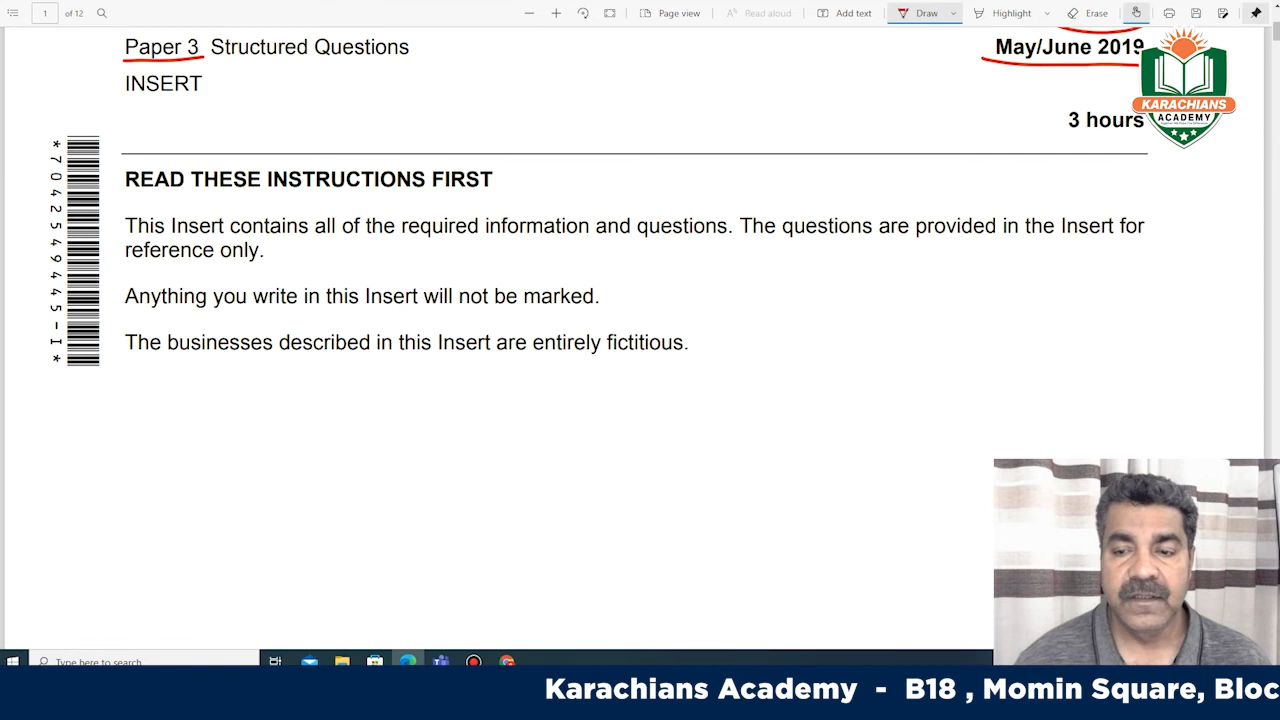 1 of 12
Page view
Read aloud
Add text
Draw
Highlight
Erase
Paper 3 Structured Questions
May/June 2019
INSERT
KARACHIANS
ACADEMY
3 hours
READ THESE INSTRUCTIONS FIRST
This Insert contains all of the required information and questions. The questions are provided in the Insert for
reference only.
Anything you write in this Insert will not be marked.
The businesses described in this Insert are entirely fictitious.
*7042549445-I*
Type here to search
Karachians Academy - B18 , Momin Square, Bloc